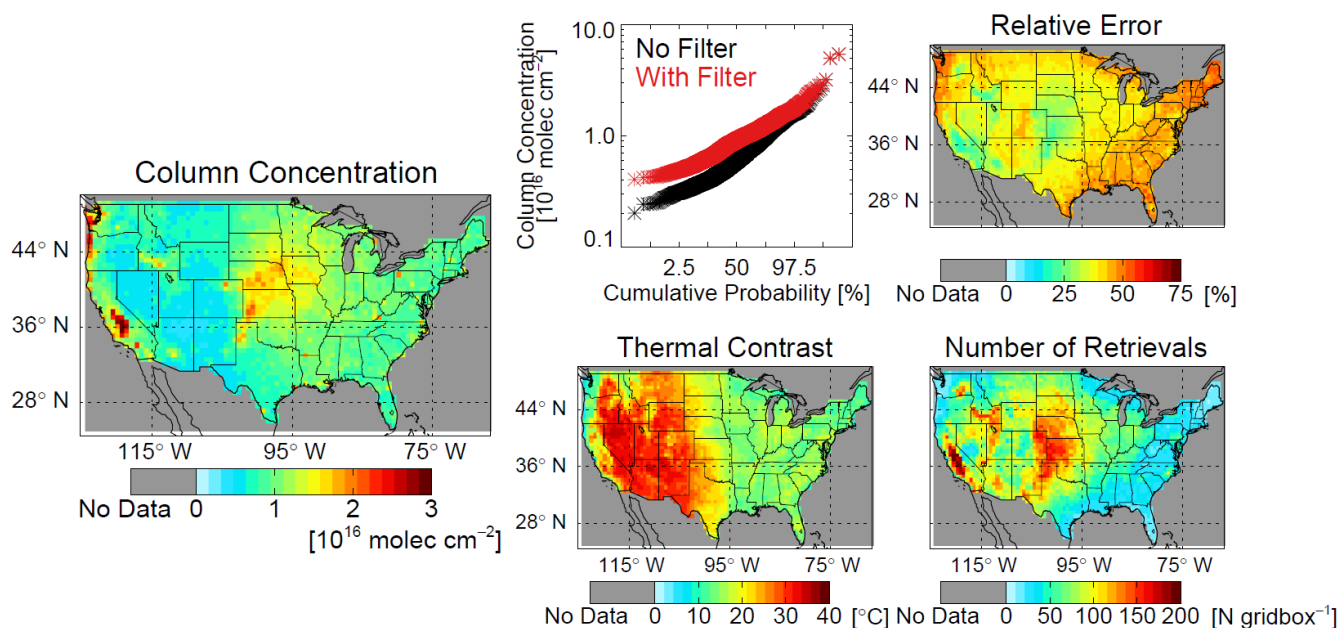 Column Concentration
44° N
36° N
28° N
115° W 95° W 75° W
No Data 0 1 2 3
[10¹⁶ molec cm⁻²]
Column Concentration
[10¹⁶ molec cm⁻²]
10.0
1.0
0.1
No Filter
With Filter
2.5 50 97.5
Cumulative Probability [%]
Relative Error
44° N
36° N
28° N
No Data 0 25 50 75 [%]
Thermal Contrast
44° N
36° N
28° N
115° W 95° W 75° W
No Data 0 10 20 30 40 [°C]
Number of Retrievals
44° N
36° N
28° N
115° W 95° W 75° W
No Data 0 50 100 150 200 [N gridbox⁻¹]